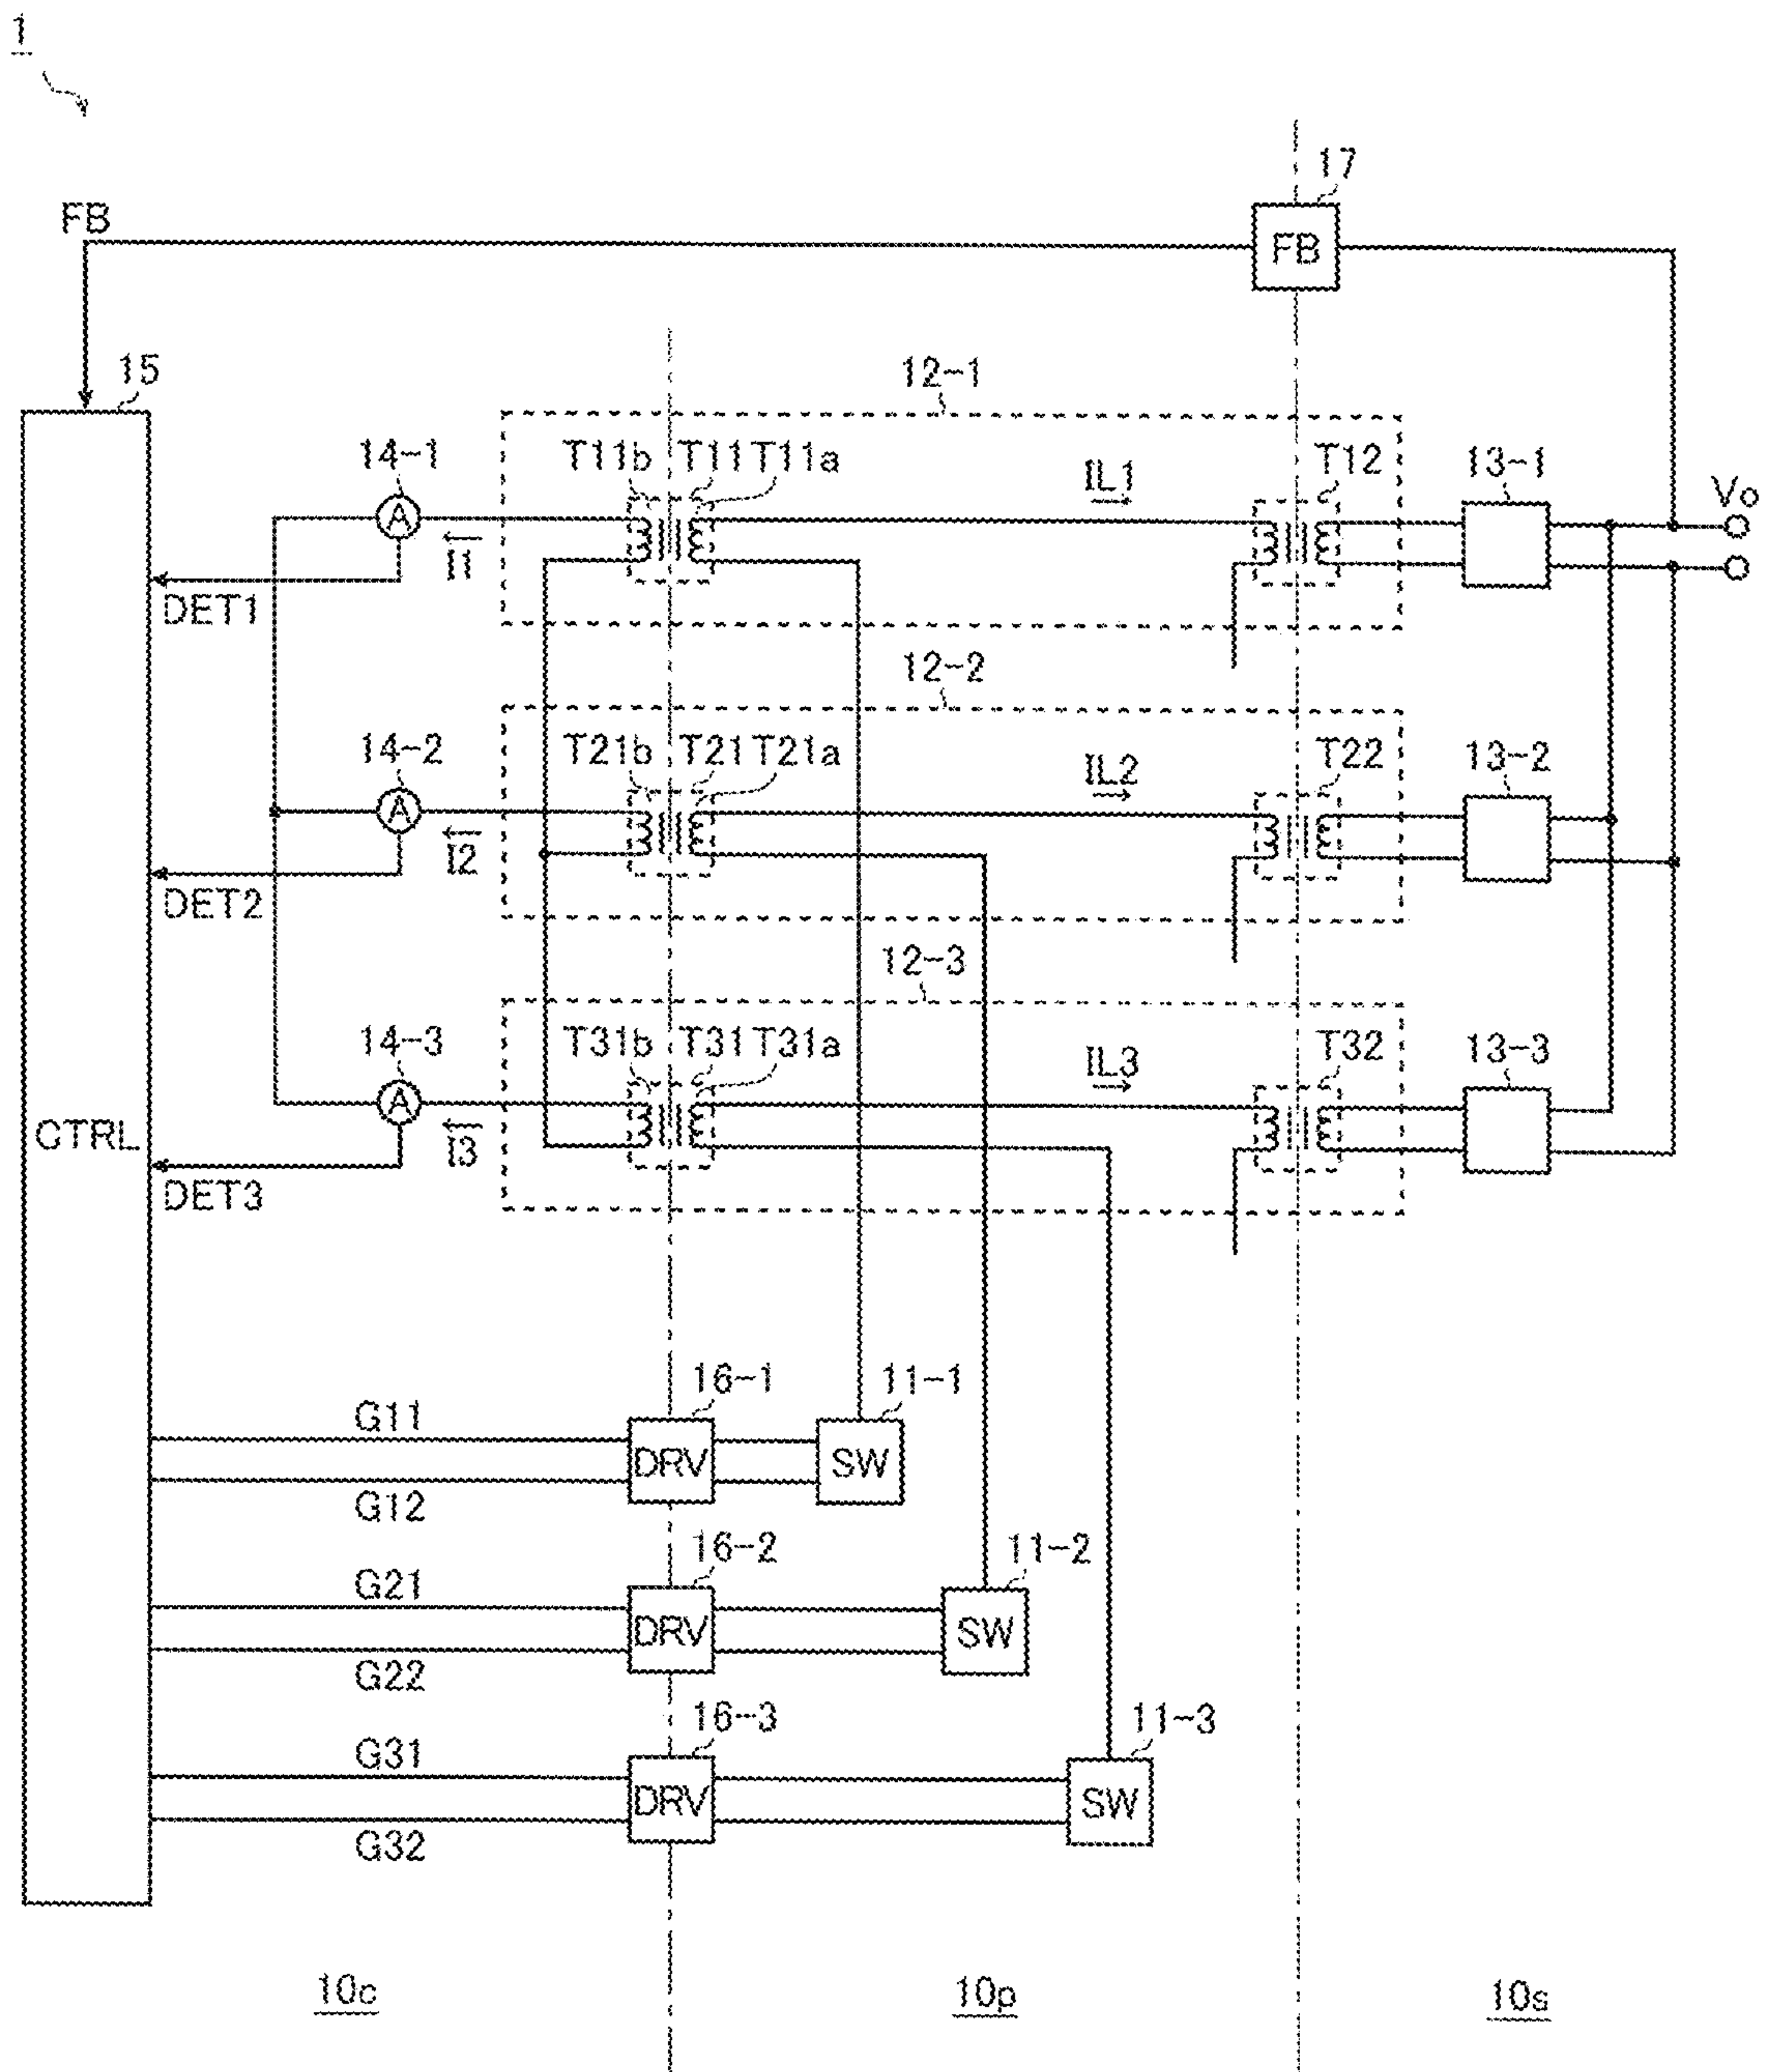 1
17
FB
FB
15
12-1
14-1
T11b
T11
T11a
IL1
T12
13-1
Vo
A
I1
DET1
12-2
14-2
T21b
T21
T21a
IL2
T22
13-2
A
I2
DET2
12-3
14-3
T31b
T31
T31a
IL3
T32
13-3
A
I3
CTRL
DET3
16-1
11-1
G11
DRV
SW
G12
16-2
11-2
G21
DRV
SW
G22
16-3
11-3
G31
DRV
SW
G32
10c
10p
10s